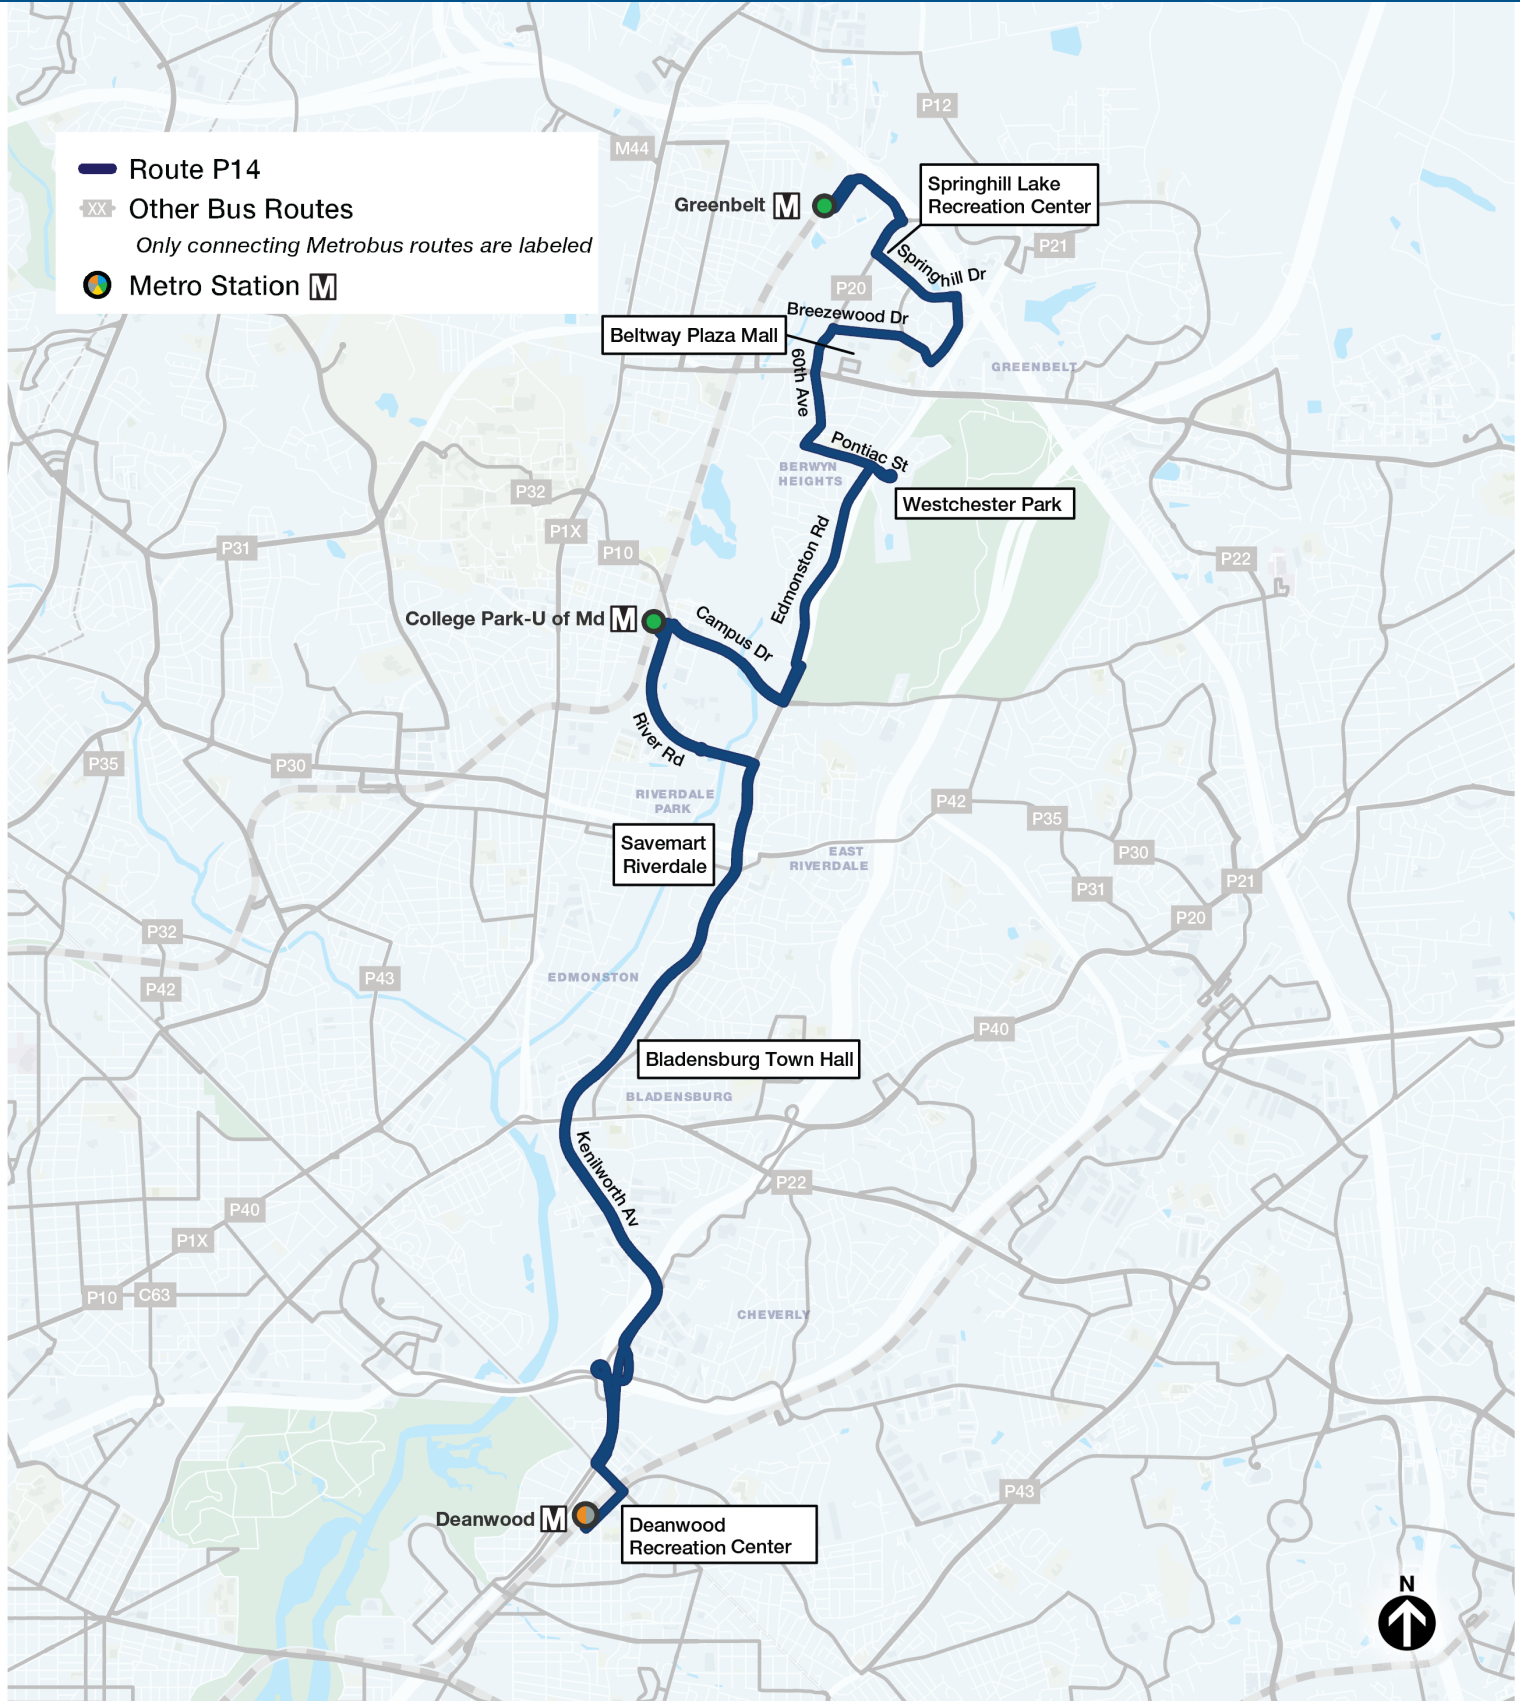 P12
M44
Route P14
XX Other Bus Routes
Only connecting Metrobus routes are labeled
Metro Station M
Springhill Lake
Recreation Center
Greenbelt M
P21
Springhill Dr
P20
Breezewood Dr
Beltway Plaza Mall
60th Ave
GREENBELT
Pontiac St
BERWYN
HEIGHTS
P32
Westchester Park
P1X
Edmonston Rd
P31
P10
P22
College Park-U of Md M
Campus Dr
River Rd
P35
P30
RIVERDALE
PARK
P42
P35
Savemart
Riverdale
EAST
RIVERDALE
P30
P31
P21
P20
P32
P43
EDMONSTON
P42
P40
Bladensburg Town Hall
BLADENSBURG
Kenilworth Av
P22
P40
P1X
P10
C63
CHEVERLY
P43
Deanwood M
Deanwood
Recreation Center
N